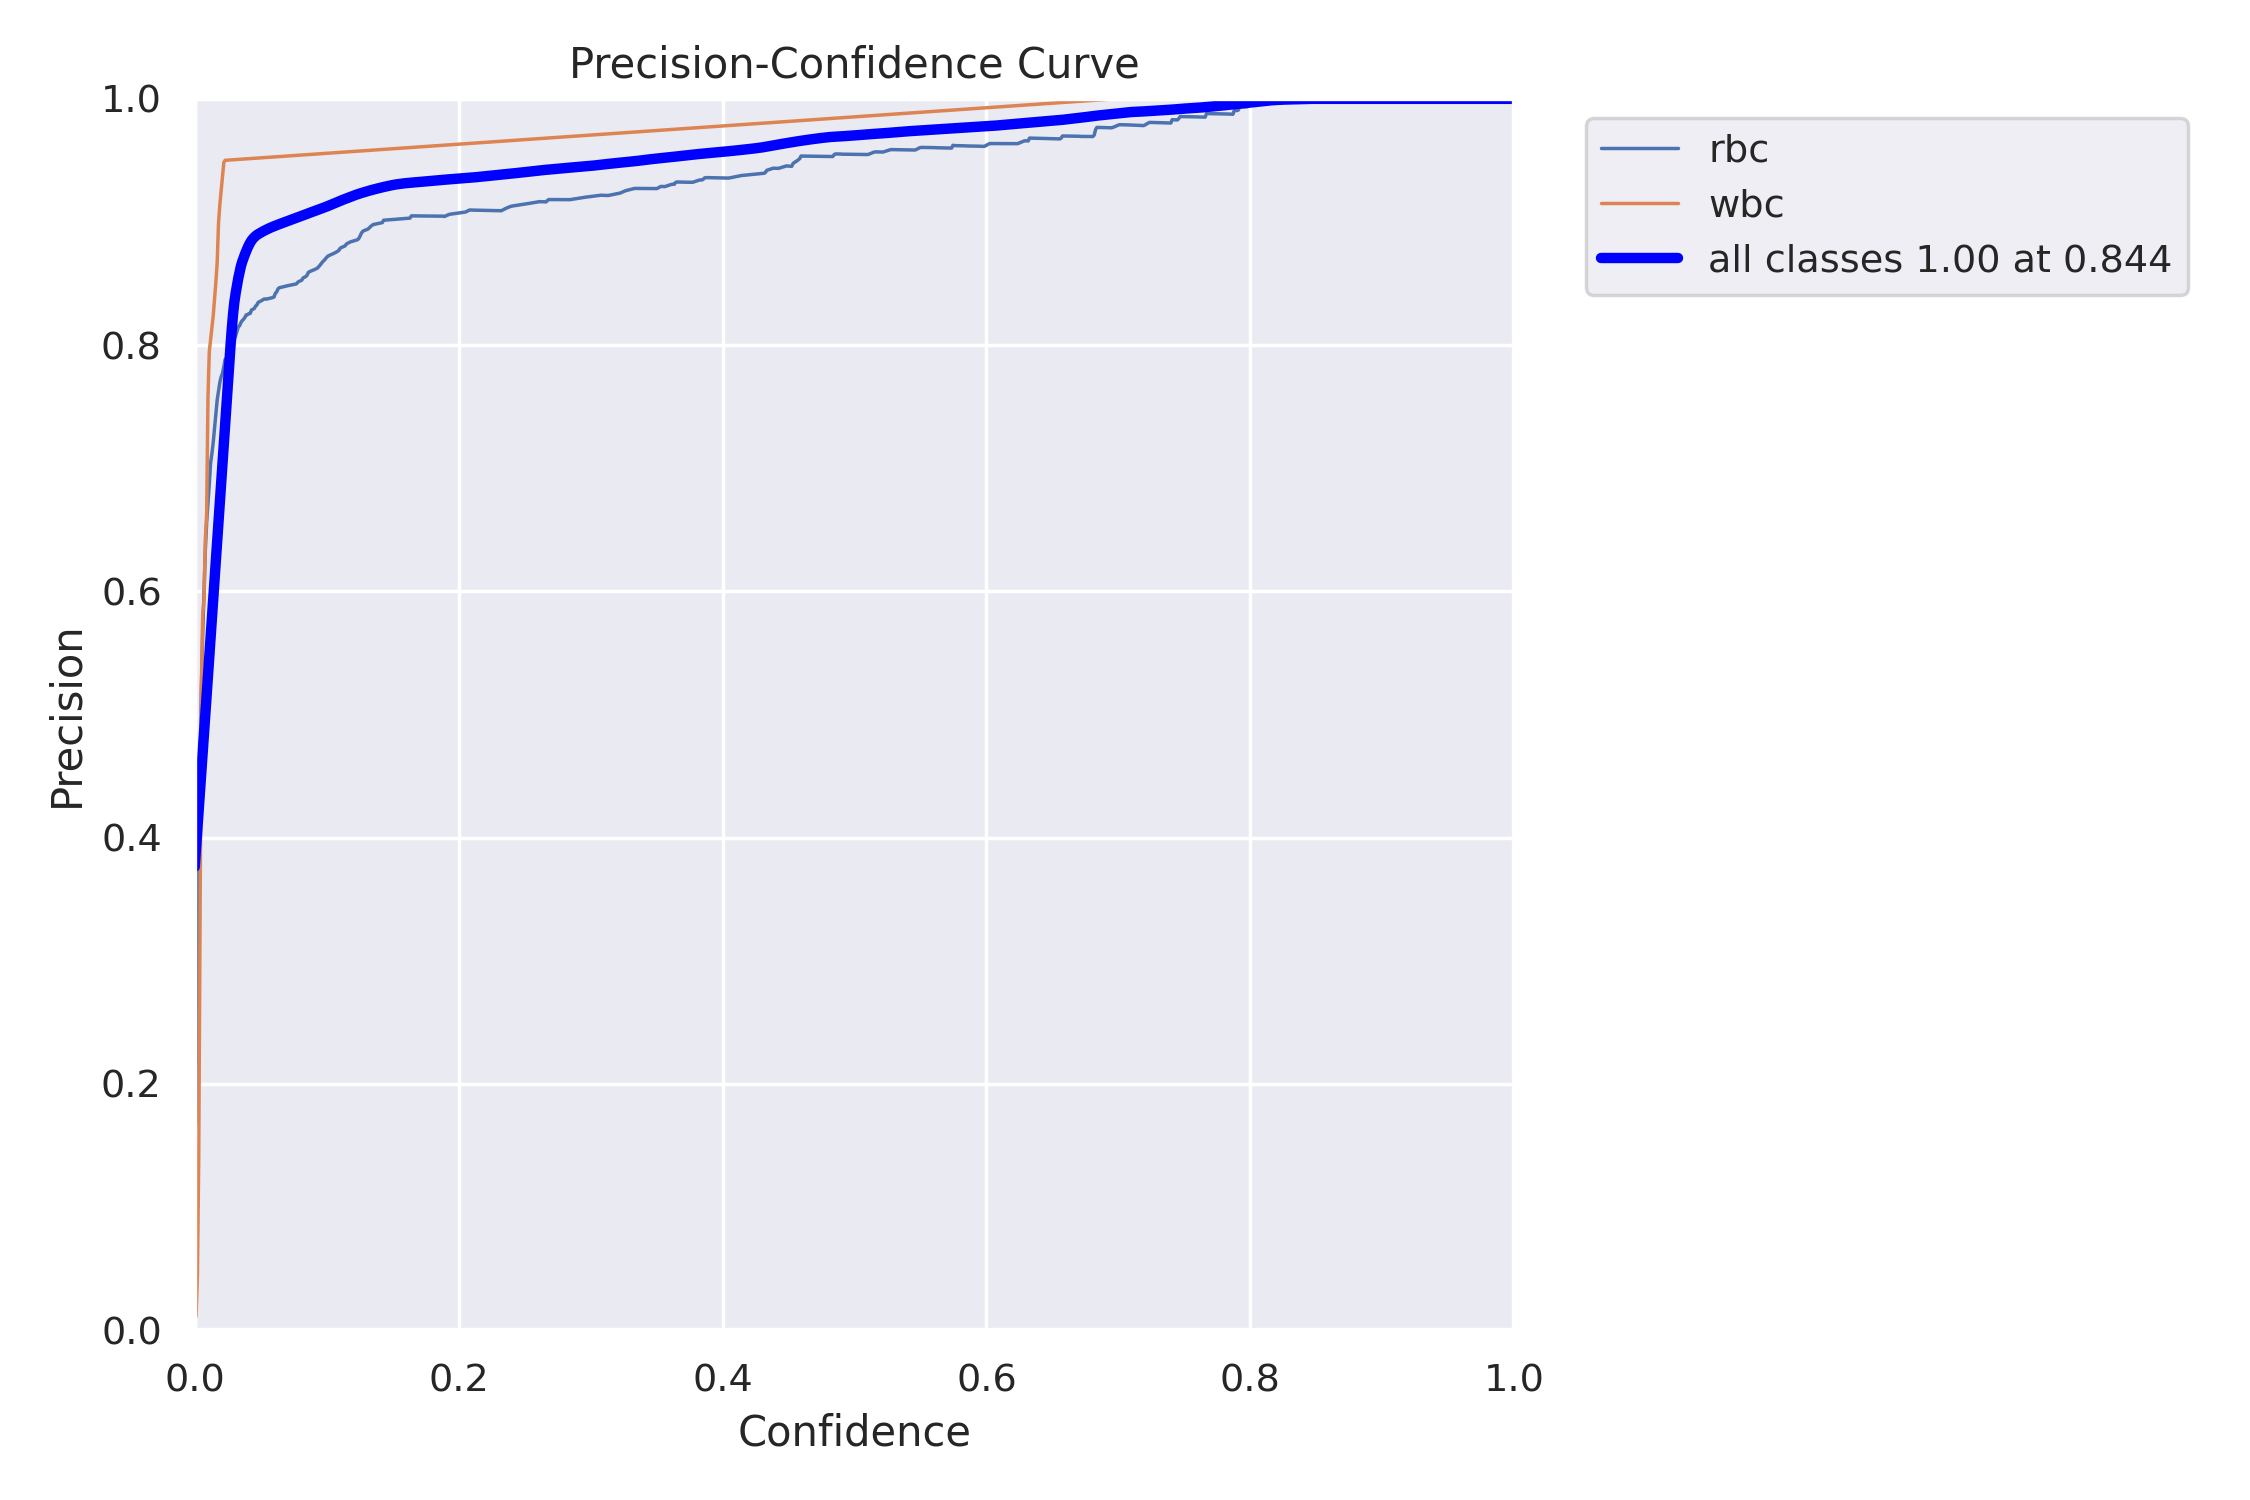 Precision-Confidence Curve
1.0
0.8
0.6
0.4
0.2
0.0
Precision
0.0 0.2 0.4 0.6 0.8 1.0
Confidence
rbc
wbc
all classes 1.00 at 0.844